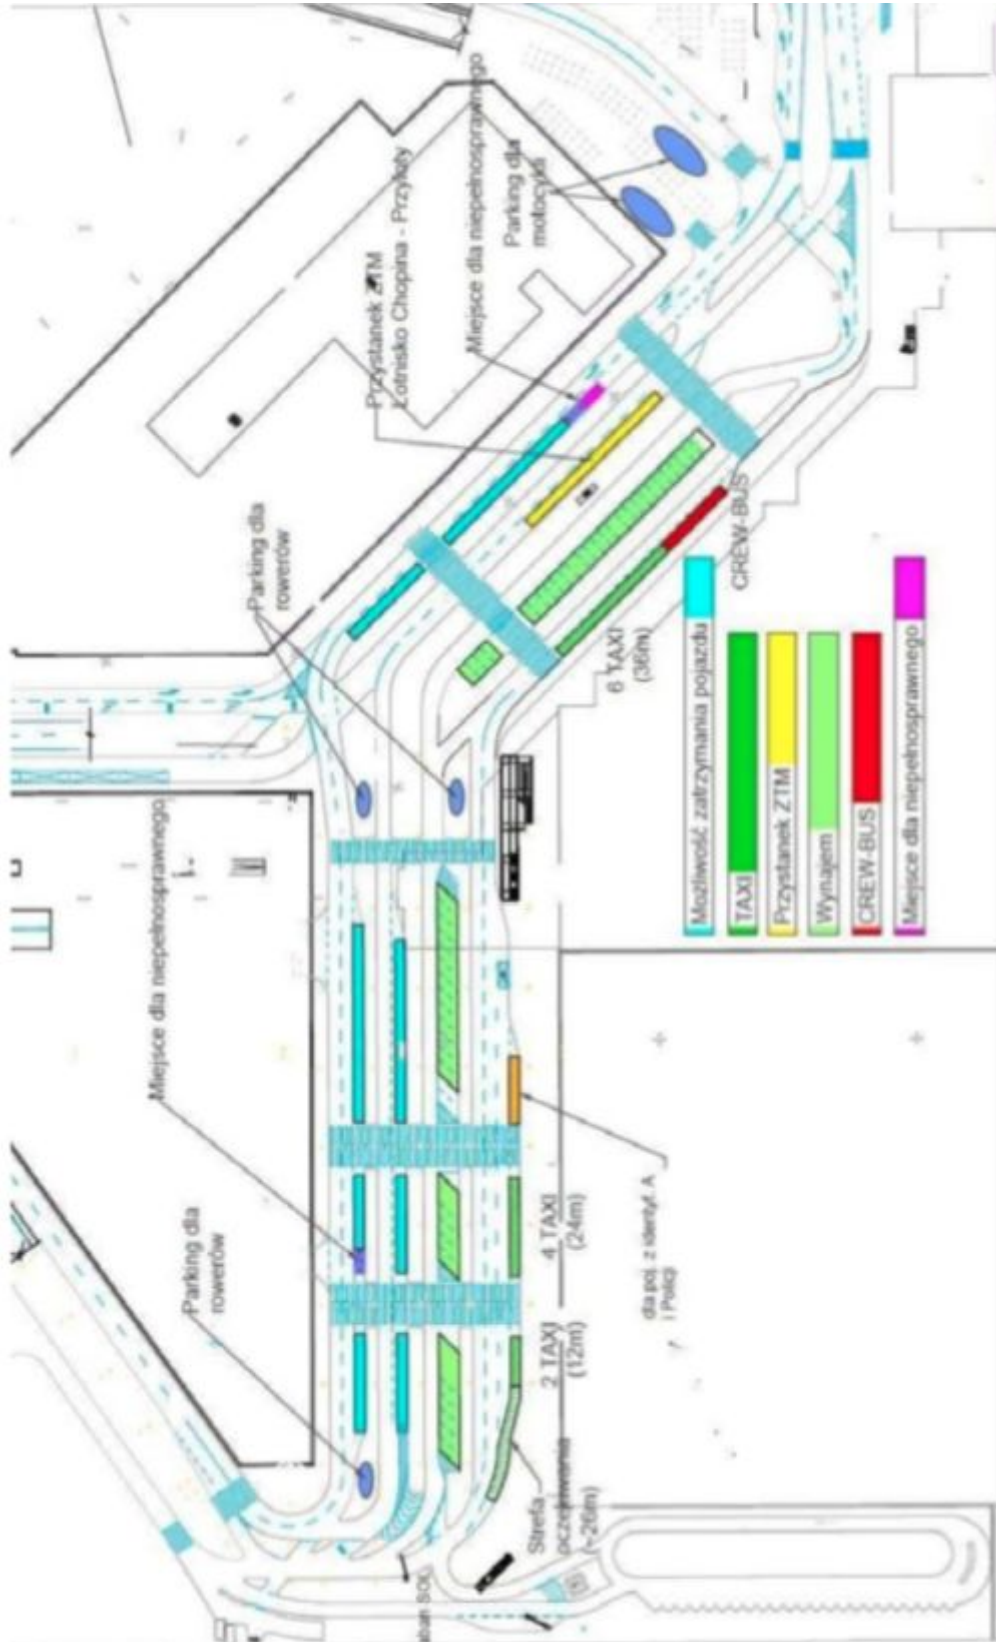 Miejsce dla niepełnosprawnego
Parking dla
motocykli
Przystanek ZTM
Lotnisko Chopina - Przyloty
Parking dla
rowerów
CREW-BUS
6 TAXI
(36m)
Miejsce dla niepełnosprawnego
Parking dla
rowerów
4 TAXI
(24m)
2 TAXI
(12m)
dla poj. z identyf. A
i Policji
Strefa
oczekiwania
(~26m)
Możliwość zatrzymania pojazdu
TAXI
Przystanek ZTM
Wynajem
CREW-BUS
Miejsce dla niepełnosprawnego